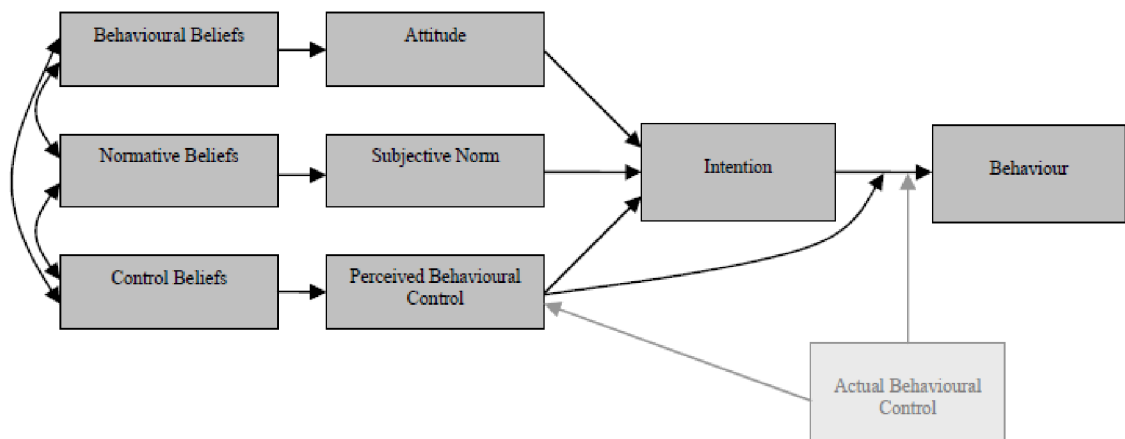 Behavioural Beliefs
Attitude
Normative Beliefs
Subjective Norm
Intention
Behaviour
Control Beliefs
Perceived Behavioural
Control
Actual Behavioural
Control